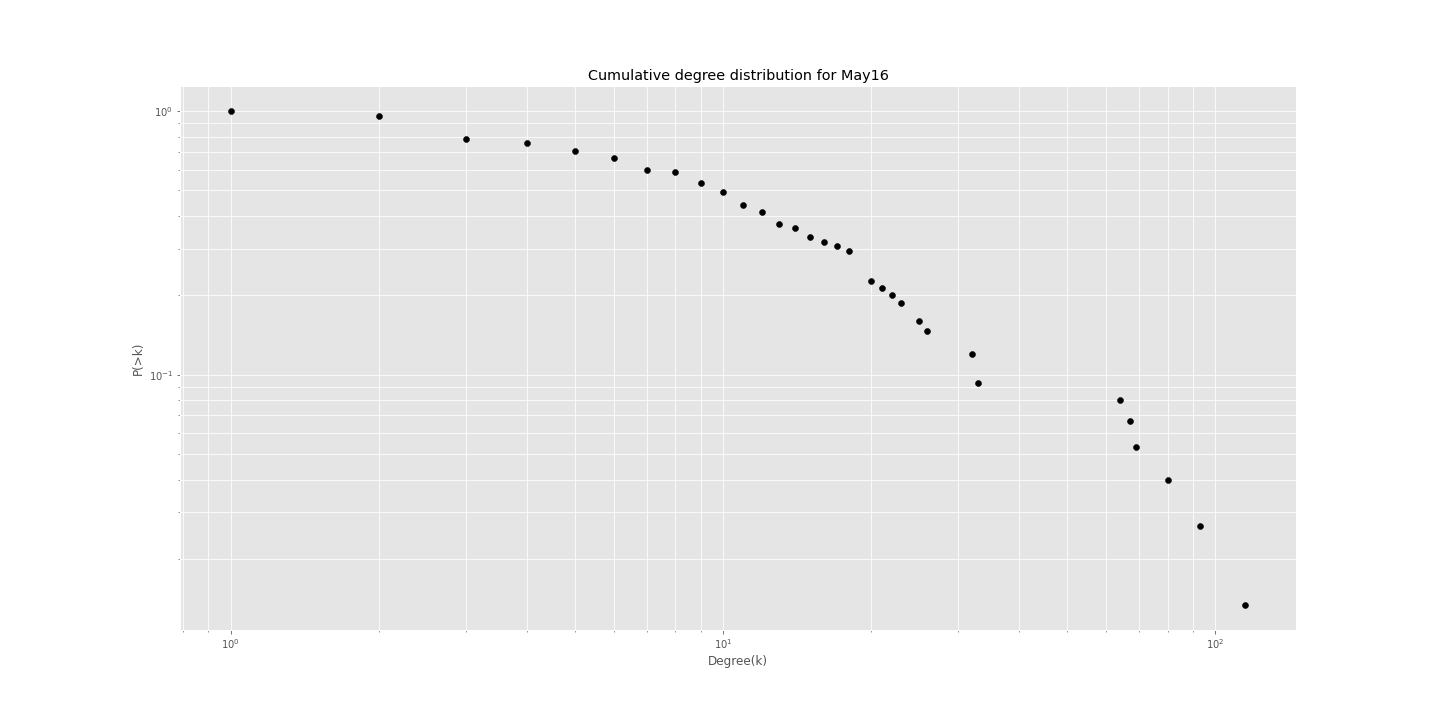 Cumulative degree distribution for May16
10⁰
10⁻¹
P(>k)
10⁰
10¹
10²
Degree(k)